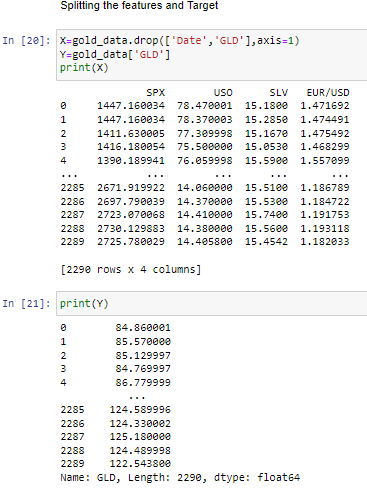 Splitting the features and Target
In [20]: X=gold_data.drop(['Date','GLD'],axis=1)
Y=gold_data['GLD']
print(X)
SPX USO SLV EUR/USD
0 1447.160034 78.470001 15.1800 1.471692
1 1447.160034 78.370003 15.2850 1.474491
2 1411.630005 77.309998 15.1670 1.475492
3 1416.180054 75.500000 15.0530 1.468299
4 1390.189941 76.059998 15.5900 1.557099
... ... ... ... ...
2285 2671.919922 14.060000 15.5100 1.186789
2286 2697.790039 14.370000 15.5300 1.184722
2287 2723.070068 14.410000 15.7400 1.191753
2288 2730.129883 14.380000 15.5600 1.193118
2289 2725.780029 14.405800 15.4542 1.182033
[2290 rows x 4 columns]
In [21]: print(Y)
0 84.860001
1 85.570000
2 85.129997
3 84.769997
4 86.779999
...
2285 124.589996
2286 124.330002
2287 125.180000
2288 124.489998
2289 122.543800
Name: GLD, Length: 2290, dtype: float64